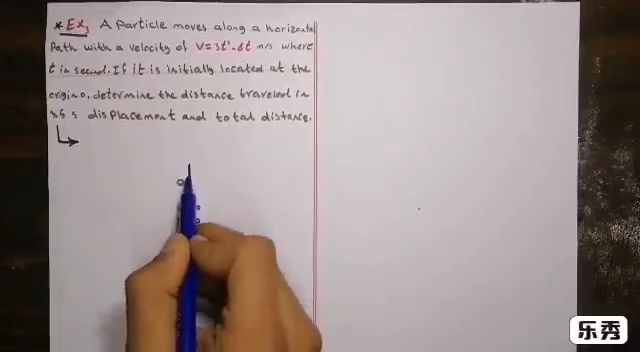 * Ex, A Particle moves along a horizontal
Path with a velocity of V=3t²-6t m/s where
t in second. If it is initially located at the
origin o, determine the distance traveled in
3.5 s displacement and total distance.
乐秀